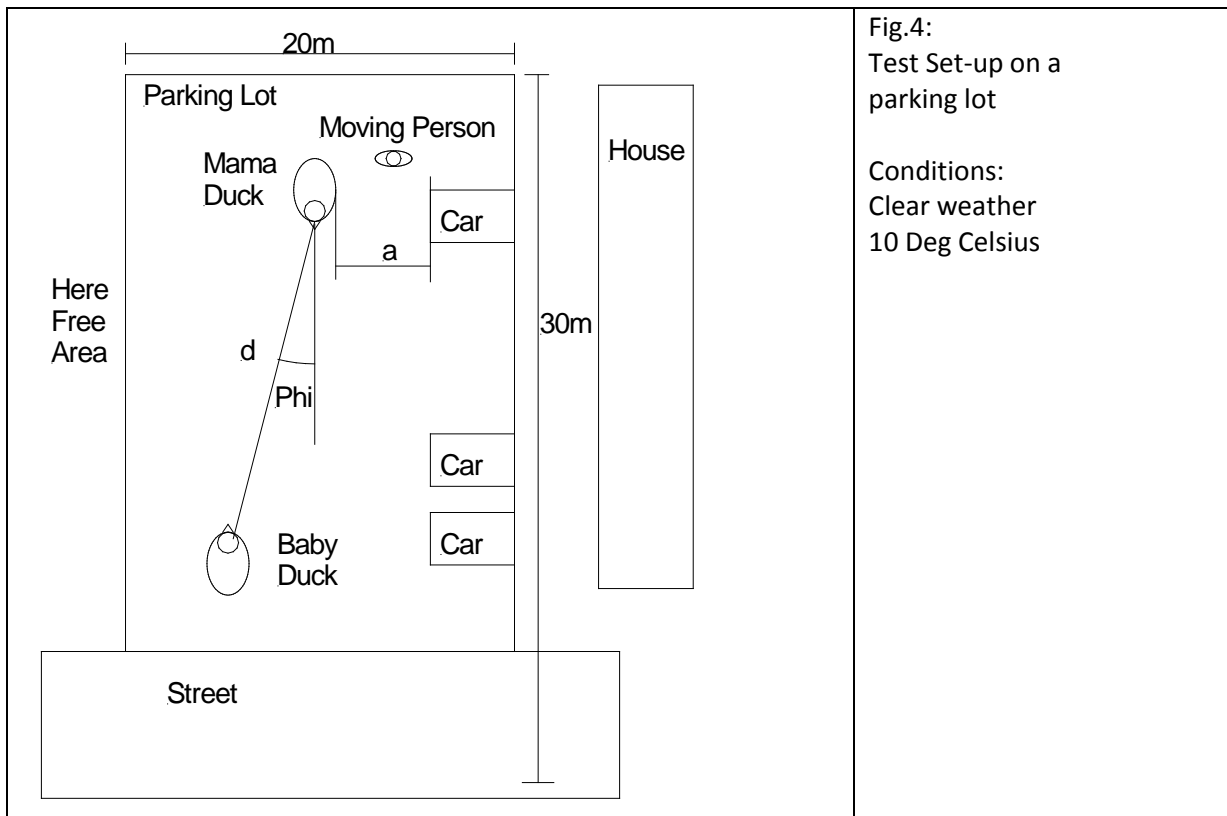 20m
Parking Lot
Moving Person
Mama
Duck
House
Car
a
Here
Free
Area
30m
d
Phi
Car
Car
Baby
Duck
Street
Fig.4:
Test Set-up on a
parking lot
Conditions:
Clear weather
10 Deg Celsius